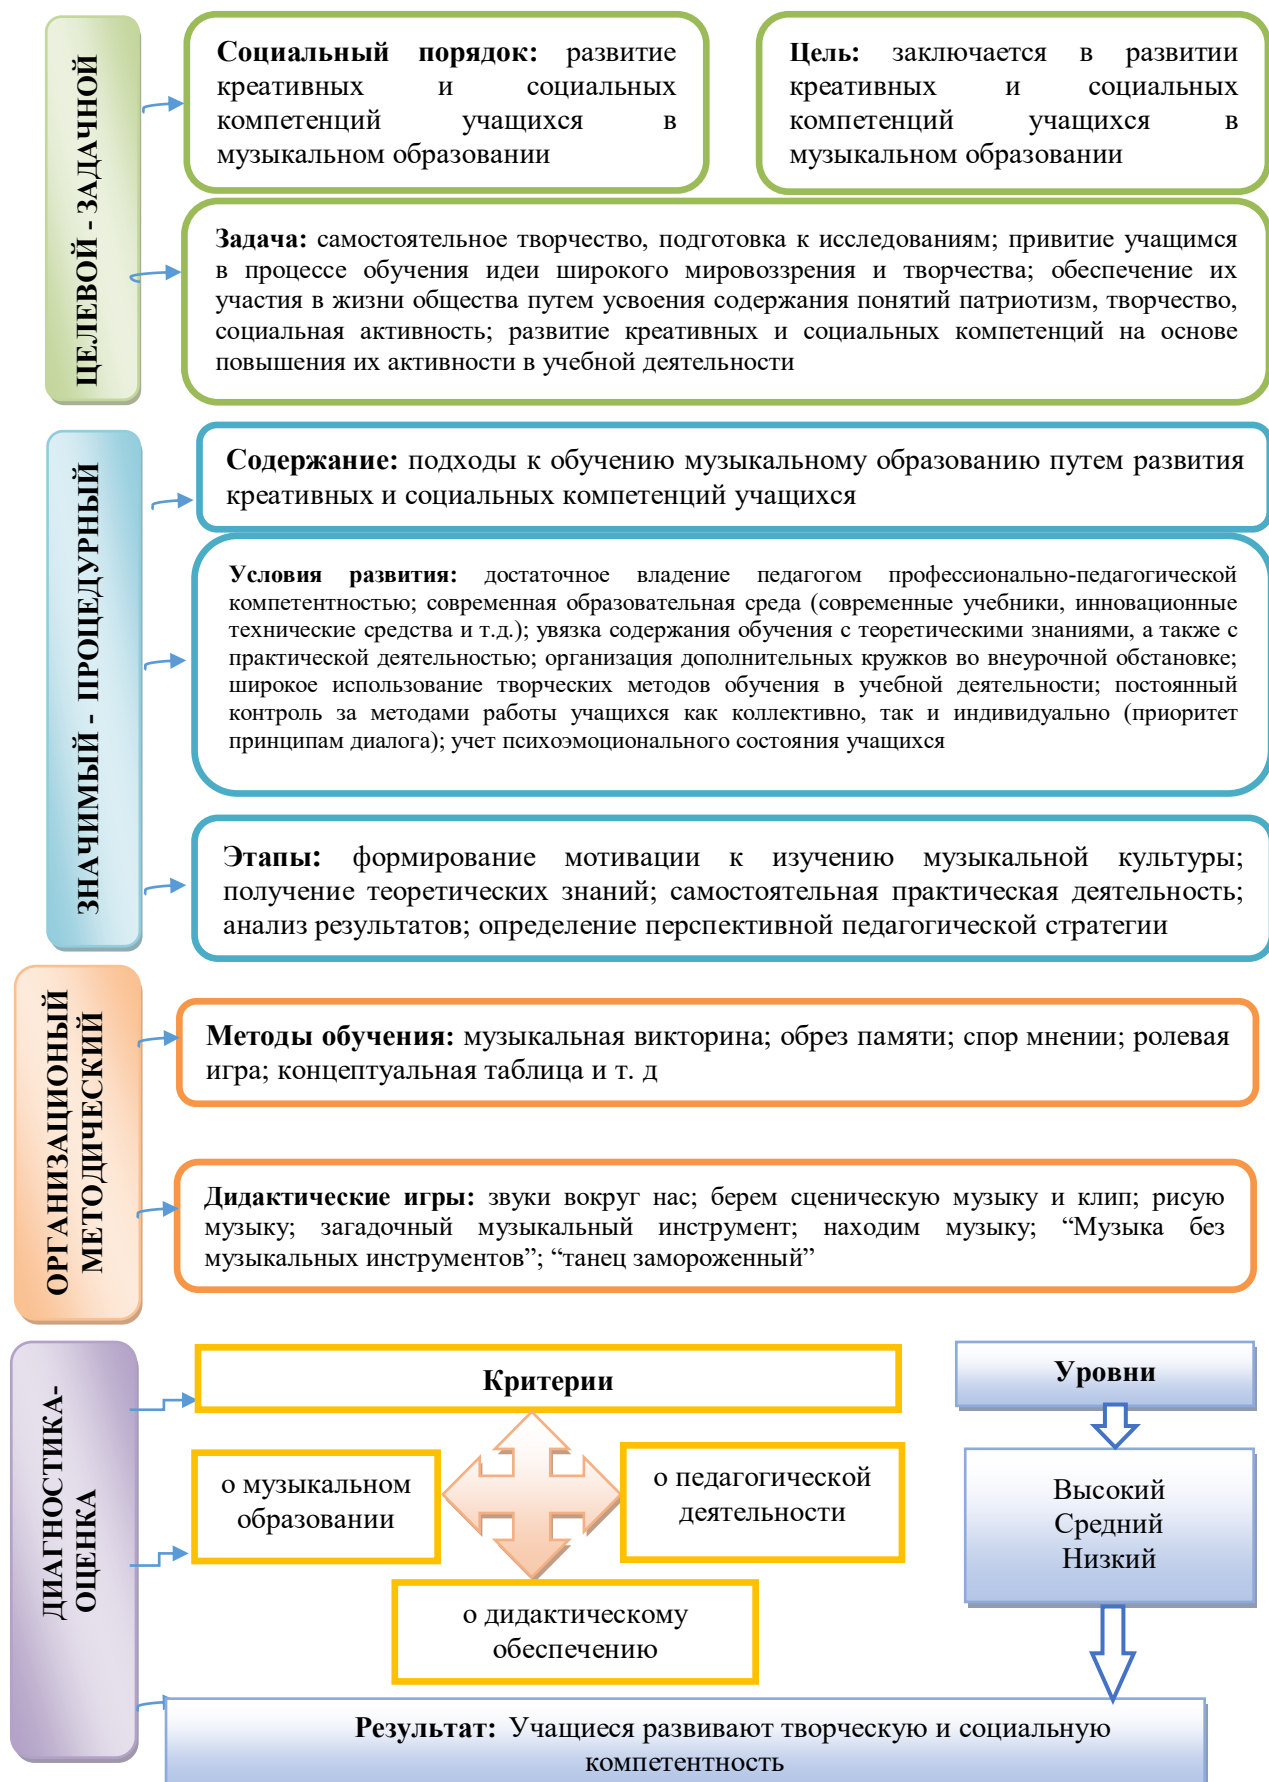 ЦЕЛЕВОЙ - ЗАДАЧНОЙ
Социальный порядок: развитие
креативных и социальных
компетенций учащихся в
музыкальном образовании
Цель: заключается в развитии
креативных и социальных
компетенций учащихся в
музыкальном образовании
Задача: самостоятельное творчество, подготовка к исследованиям; привитие учащимся
в процессе обучения идеи широкого мировоззрения и творчества; обеспечение их
участия в жизни общества путем усвоения содержания понятий патриотизм, творчество,
социальная активность; развитие креативных и социальных компетенций на основе
повышения их активности в учебной деятельности
ЗНАЧИМЫЙ - ПРОЦЕДУРНЫЙ
Содержание: подходы к обучению музыкальному образованию путем развития
креативных и социальных компетенций учащихся
Условия развития: достаточное владение педагогом профессионально-педагогической
компетентностью; современная образовательная среда (современные учебники, инновационные
технические средства и т.д.); увязка содержания обучения с теоретическими знаниями, а также с
практической деятельностью; организация дополнительных кружков во внеурочной обстановке;
широкое использование творческих методов обучения в учебной деятельности; постоянный
контроль за методами работы учащихся как коллективно, так и индивидуально (приоритет
принципам диалога); учет психоэмоционального состояния учащихся
Этапы: формирование мотивации к изучению музыкальной культуры;
получение теоретических знаний; самостоятельная практическая деятельность;
анализ результатов; определение перспективной педагогической стратегии
ОРГАНИЗАЦИОНЫЙ
МЕТОДИЧЕСКИЙ
Методы обучения: музыкальная викторина; обрез памяти; спор мнении; ролевая
игра; концептуальная таблица и т. д
Дидактические игры: звуки вокруг нас; берем сценическую музыку и клип; рисую
музыку; загадочный музыкальный инструмент; находим музыку; “Музыка без
музыкальных инструментов”; “танец замороженный”
ДИАГНОСТИКА-
ОЦЕНКА
Критерии
о музыкальном
образовании
о педагогической
деятельности
о дидактическому
обеспечению
Уровни
Высокий
Средний
Низкий
Результат: Учащиеся развивают творческую и социальную
компетентность